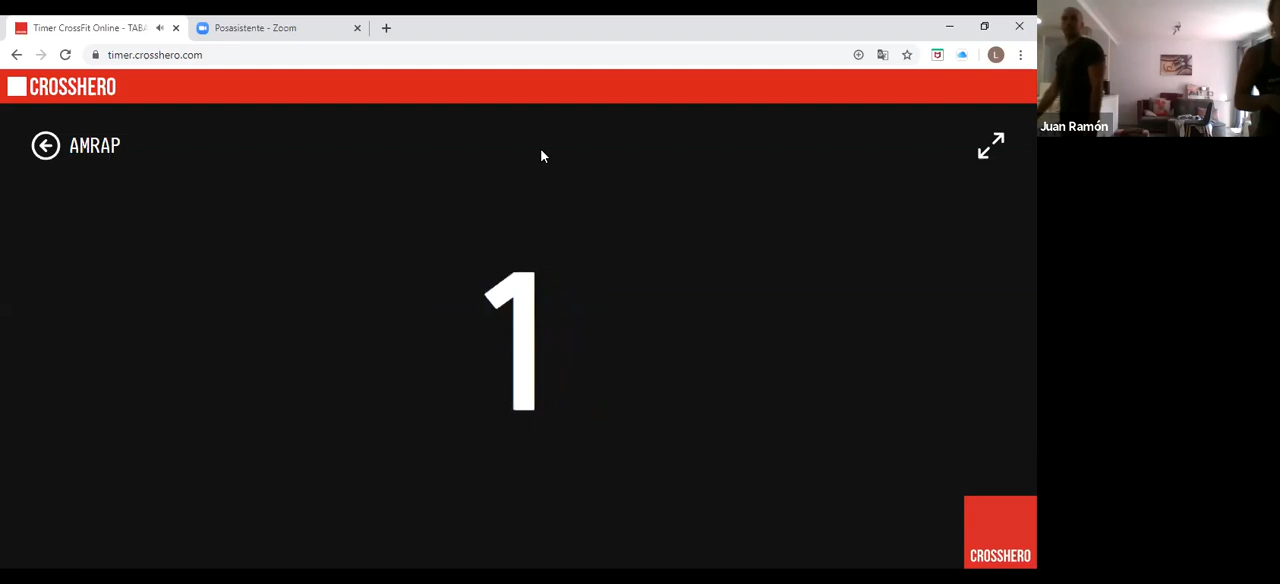 Timer CrossFit Online - TABA
Posasistente - Zoom
timer.crosshero.com
L
CROSSHERO
AMRAP
1
CROSSHERO
Juan Ramón